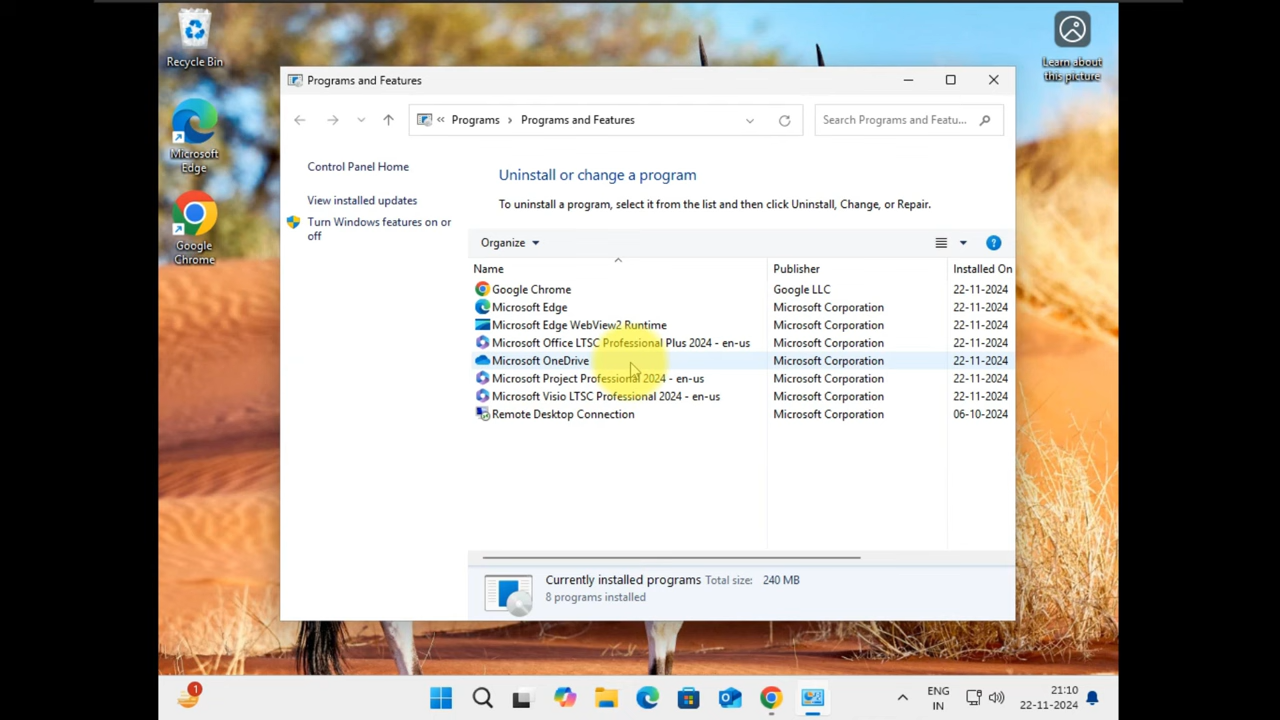 Recycle Bin
Learn about
this picture
Microsoft
Edge
Google
Chrome
Programs and Features
« Programs › Programs and Features
Search Programs and Featu...
Control Panel Home
View installed updates
Turn Windows features on or
off
Uninstall or change a program
To uninstall a program, select it from the list and then click Uninstall, Change, or Repair.
Organize
Name Publisher Installed On
Google Chrome Google LLC 22-11-2024
Microsoft Edge Microsoft Corporation 22-11-2024
Microsoft Edge WebView2 Runtime Microsoft Corporation 22-11-2024
Microsoft Office LTSC Professional Plus 2024 - en-us Microsoft Corporation 22-11-2024
Microsoft OneDrive Microsoft Corporation 22-11-2024
Microsoft Project Professional 2024 - en-us Microsoft Corporation 22-11-2024
Microsoft Visio LTSC Professional 2024 - en-us Microsoft Corporation 22-11-2024
Remote Desktop Connection Microsoft Corporation 06-10-2024
Currently installed programs Total size: 240 MB
8 programs installed
1
ENG
IN
21:10
22-11-2024